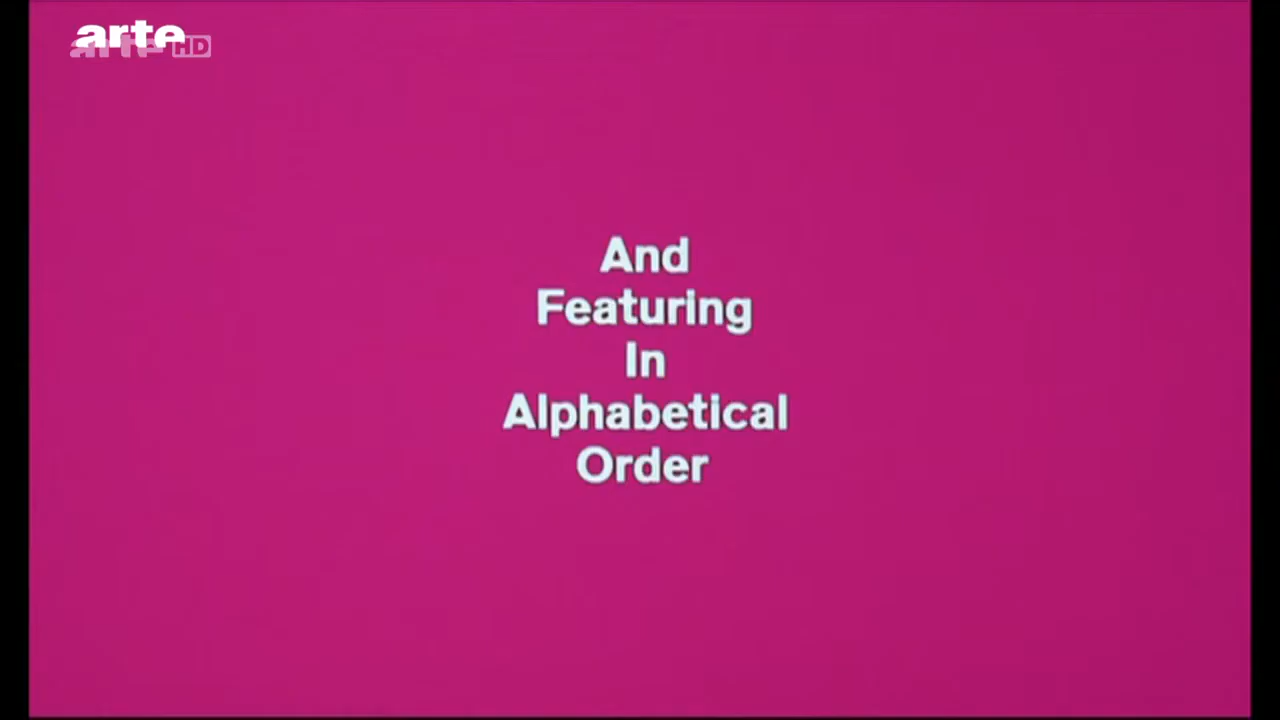 arte HD
And
Featuring
In
Alphabetical
Order